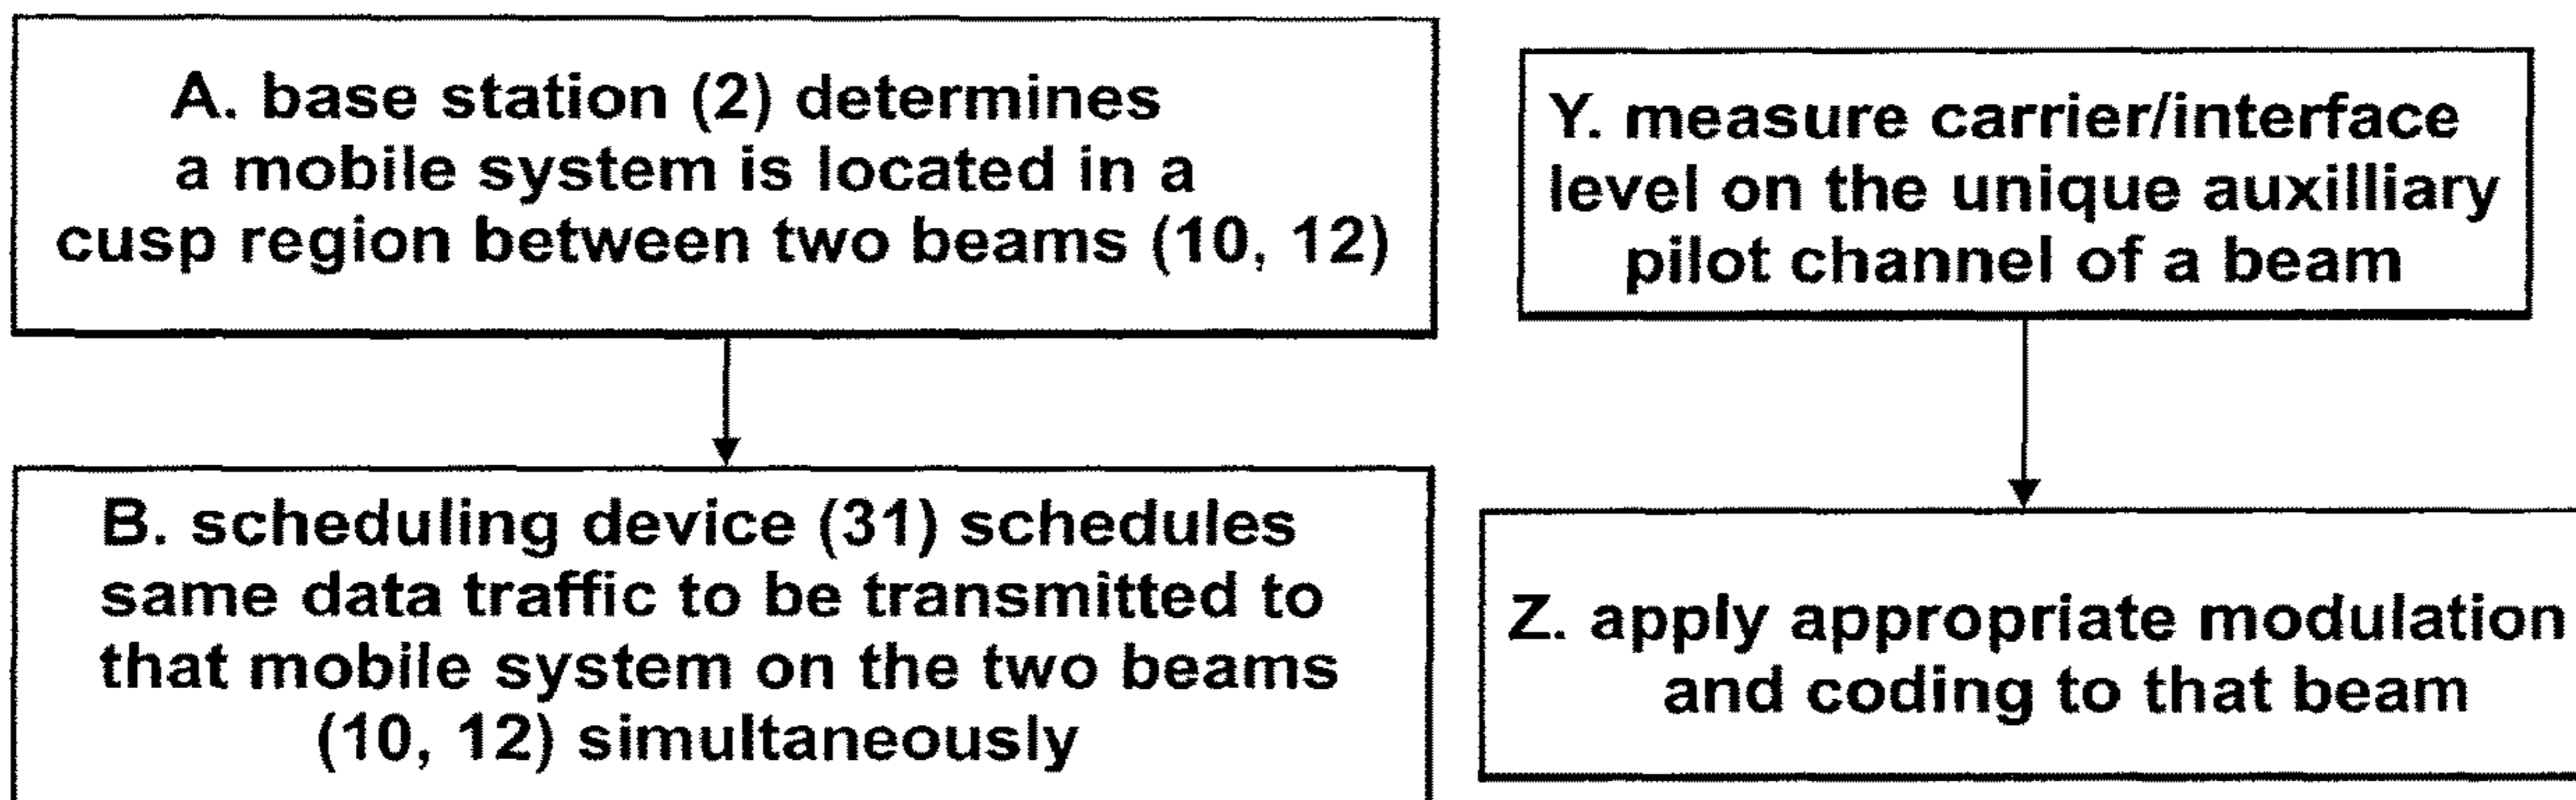 A. base station (2) determines
a mobile system is located in a
cusp region between two beams (10, 12)
B. scheduling device (31) schedules
same data traffic to be transmitted to
that mobile system on the two beams
(10, 12) simultaneously
Y. measure carrier/interface
level on the unique auxilliary
pilot channel of a beam
Z. apply appropriate modulation
and coding to that beam